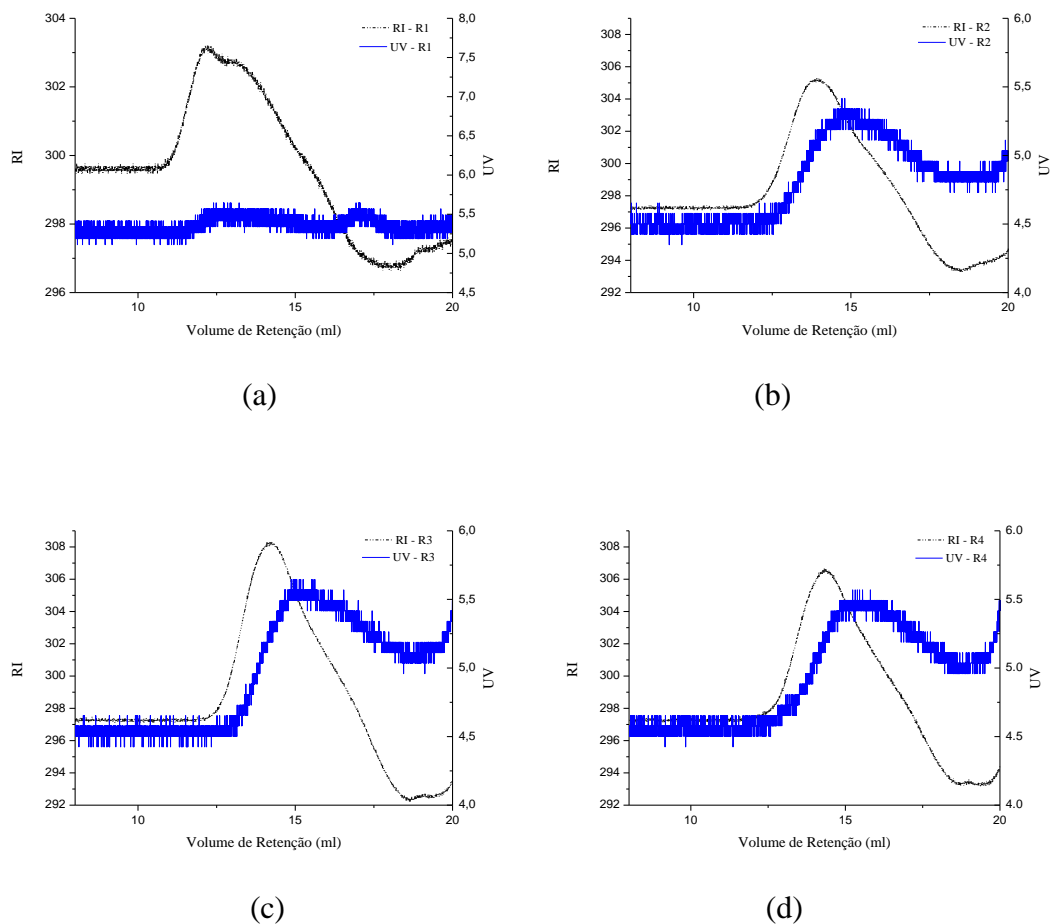 304
302
300
298
296
RI
8,0
7,5
7,0
6,5
6,0
5,5
5,0
4,5
UV
RI - R1
UV - R1
10
15
20
Volume de Retenção (ml)
(a)
308
306
304
302
300
298
296
294
292
RI
6,0
5,5
5,0
4,5
4,0
UV
RI - R2
UV - R2
10
15
20
Volume de Retenção (ml)
(b)
308
306
304
302
300
298
296
294
292
RI
6,0
5,5
5,0
4,5
4,0
UV
RI - R3
UV - R3
10
15
20
Volume de Retenção (ml)
(c)
308
306
304
302
300
298
296
294
292
RI
6,0
5,5
5,0
4,5
4,0
UV
RI - R4
UV - R4
10
15
20
Volume de Retenção (ml)
(d)